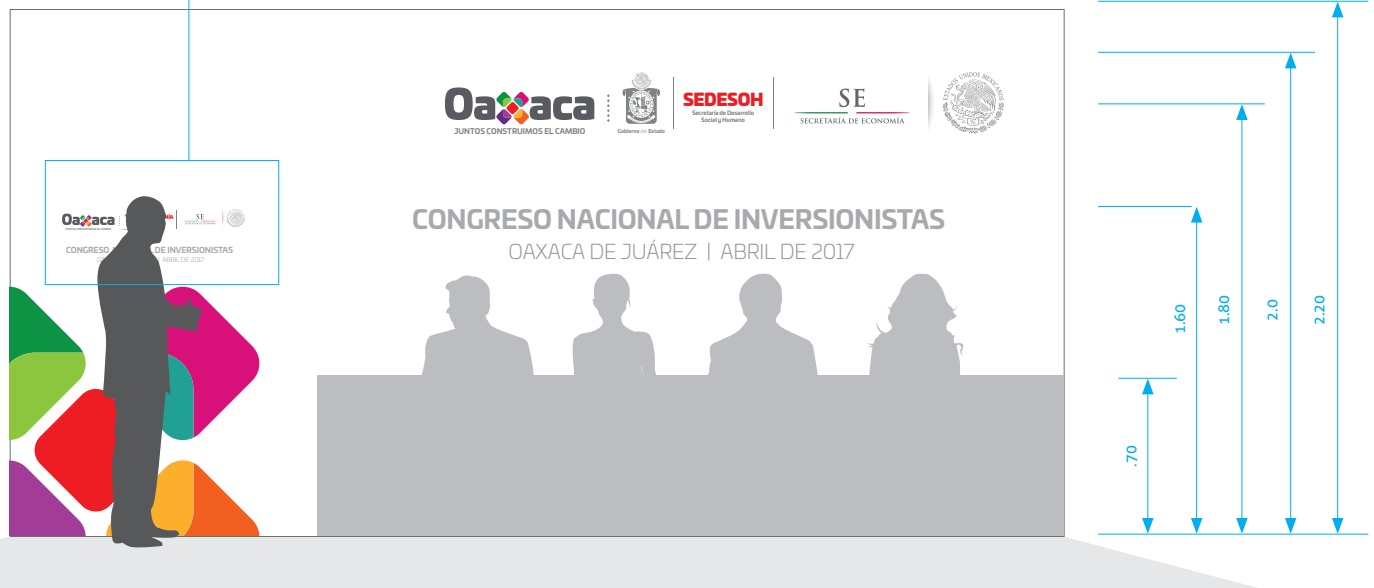 Oaxaca
JUNTOS CONSTRUIMOS EL CAMBIO
Gobierno del Estado
SEDESOH
Secretaría de Desarrollo
Social y Humano
SE
SECRETARÍA DE ECONOMÍA
ESTADOS UNIDOS MEXICANOS
CONGRESO NACIONAL DE INVERSIONISTAS
OAXACA DE JUÁREZ | ABRIL DE 2017
Oaxaca
SE
CONGRESO DE INVERSIONISTAS
ABRIL DE 2017
.70
1.60
1.80
2.0
2.20